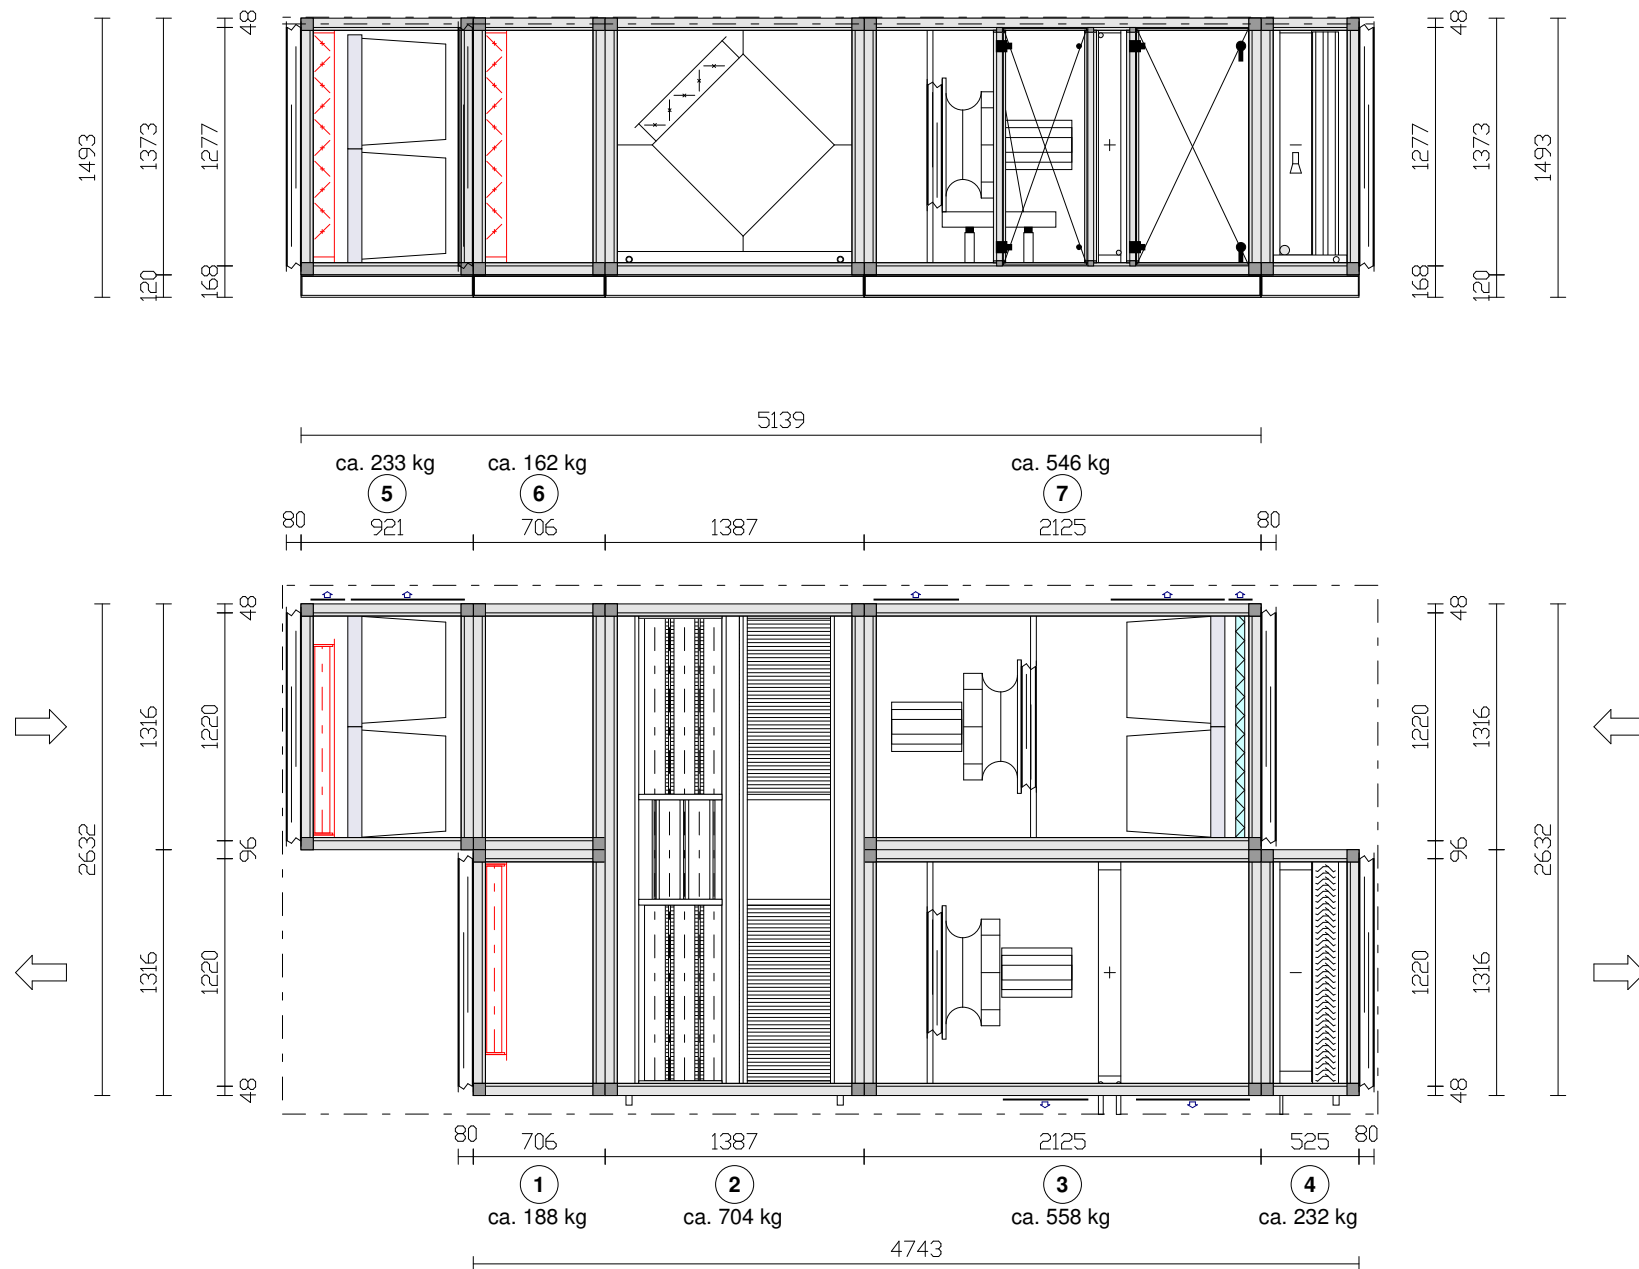 48 48
1493 1373 1277 1277 1373 1493
120 168 168 120
5139
ca. 233 kg ca. 162 kg ca. 546 kg
5 6 7
80 921 706 1387 2125 80
48 48
2632 1316 1220 1220 1316 2632
96 96
1316 1220 1220 1316
48 48
80 706 1387 2125 525 80
1 2 3 4
ca. 188 kg ca. 704 kg ca. 558 kg ca. 232 kg
4743